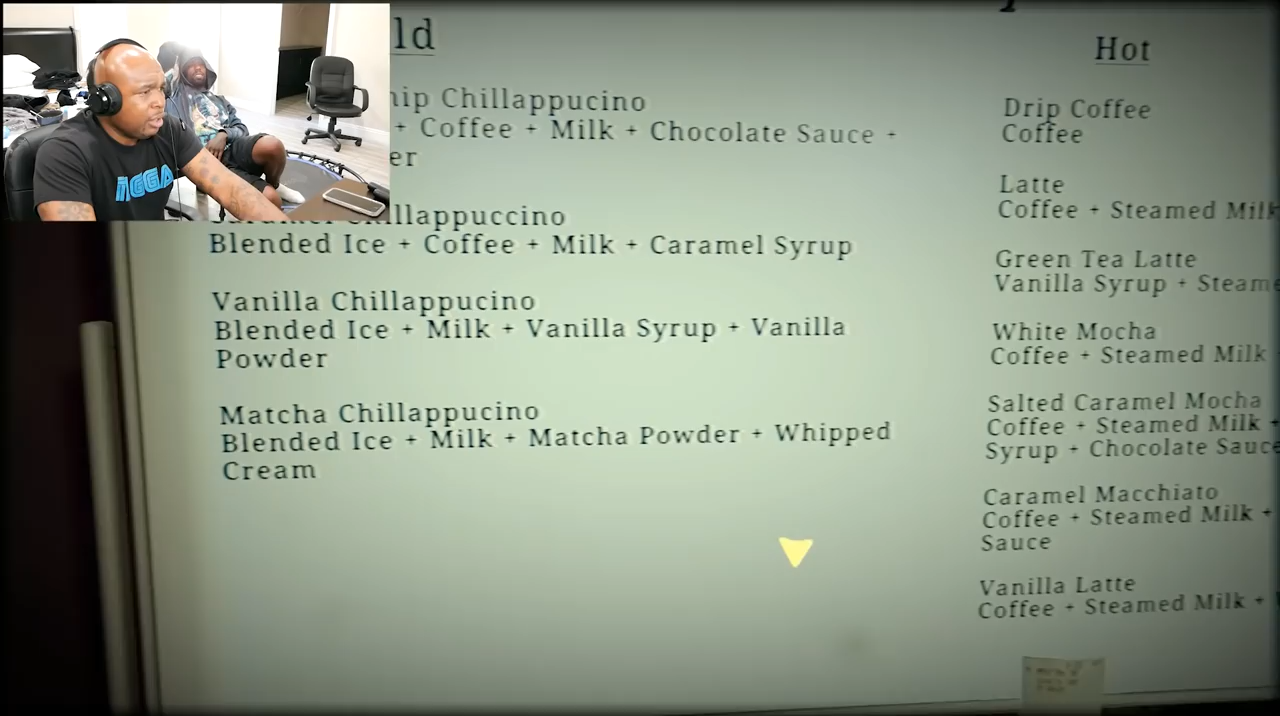 ld
hip Chillappucino
+ Coffee + Milk + Chocolate Sauce +
er
Chillappuccino
Blended Ice + Coffee + Milk + Caramel Syrup
Vanilla Chillappucino
Blended Ice + Milk + Vanilla Syrup + Vanilla
Powder
Matcha Chillappucino
Blended Ice + Milk + Matcha Powder + Whipped
Cream
Hot
Drip Coffee
Coffee
Latte
Coffee + Steamed Milk
Green Tea Latte
Vanilla Syrup + Steame
White Mocha
Coffee + Steamed Milk
Salted Caramel Mocha
Coffee + Steamed Milk +
Syrup + Chocolate Sauce
Caramel Macchiato
Coffee + Steamed Milk +
Sauce
Vanilla Latte
Coffee + Steamed Milk +